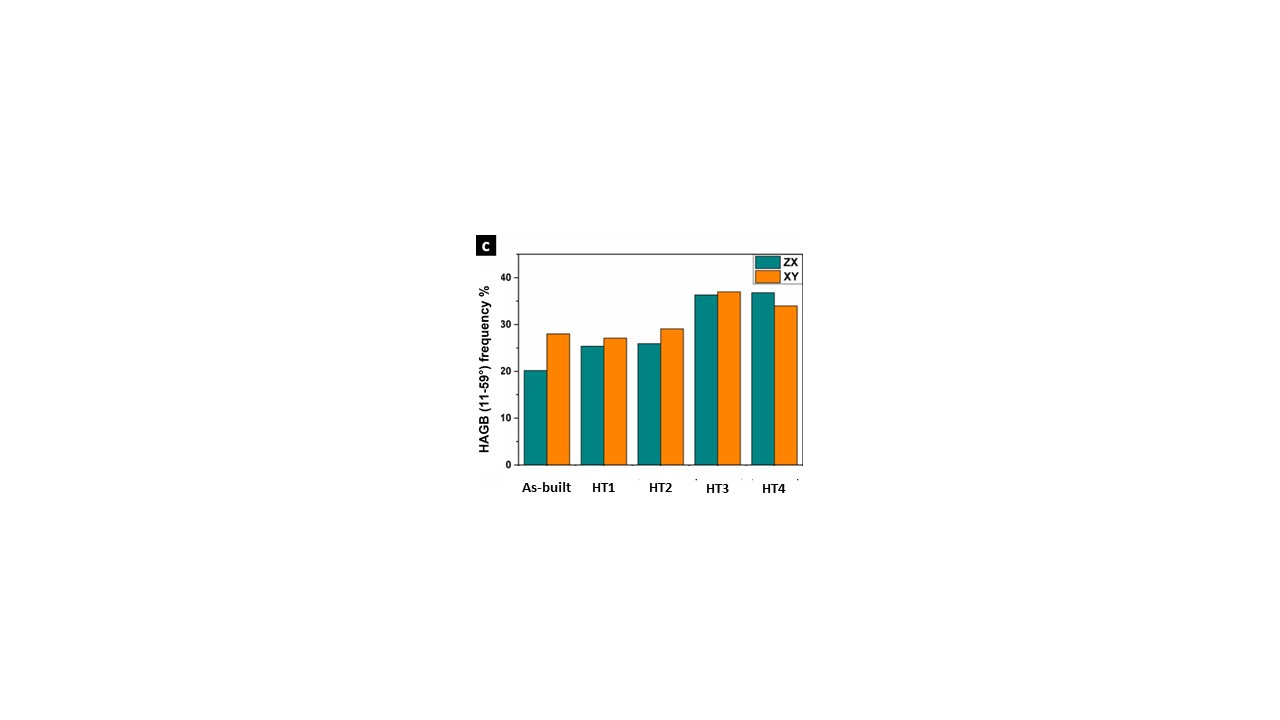 c
ZX
XY
HAGB (11-59°) frequency %
40
30
20
10
0
As-built HT1 HT2 HT3 HT4